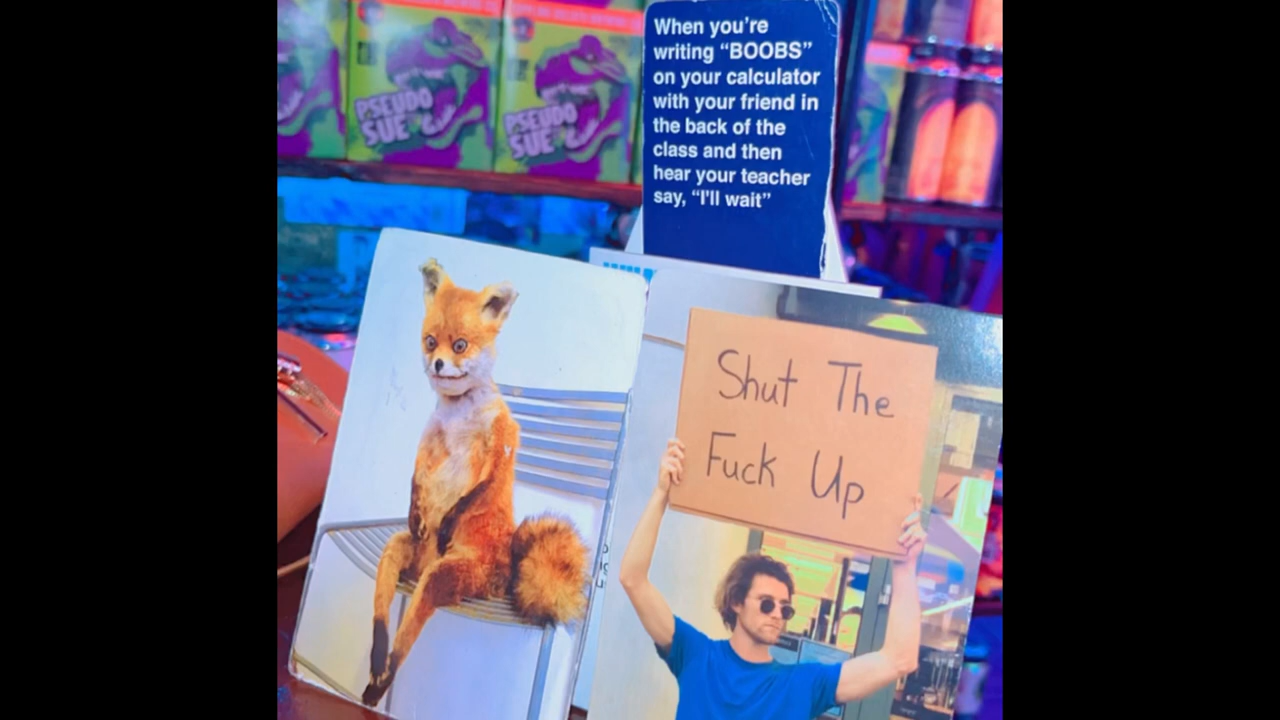 PSEUDO
SUE
PSEUDO
SUE
When you're
writing “BOOBS”
on your calculator
with your friend in
the back of the
class and then
hear your teacher
say, “I'll wait”
Shut The
Fuck Up